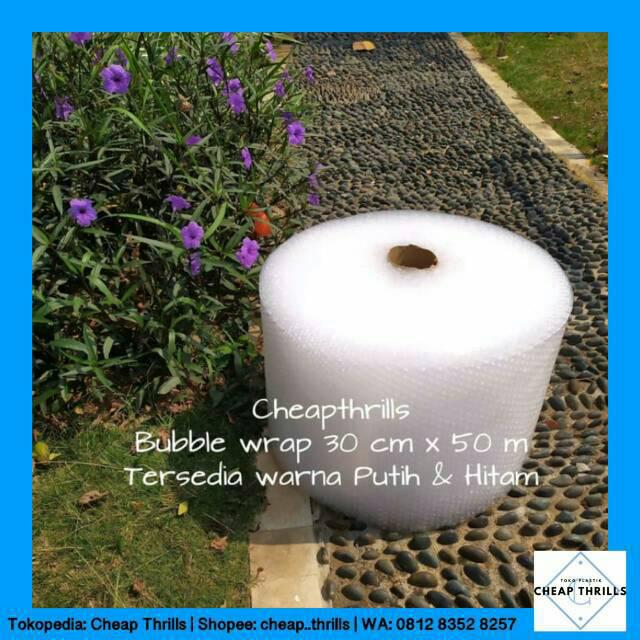 Cheapthrills
Bubble wrap 30 cm x 50 m
Tersedia warna Putih & Hitam
TOKO PLASTIK
CHEAP THRILLS
Tokopedia: Cheap Thrills | Shopee: cheap..thrills | WA: 0812 8352 8257